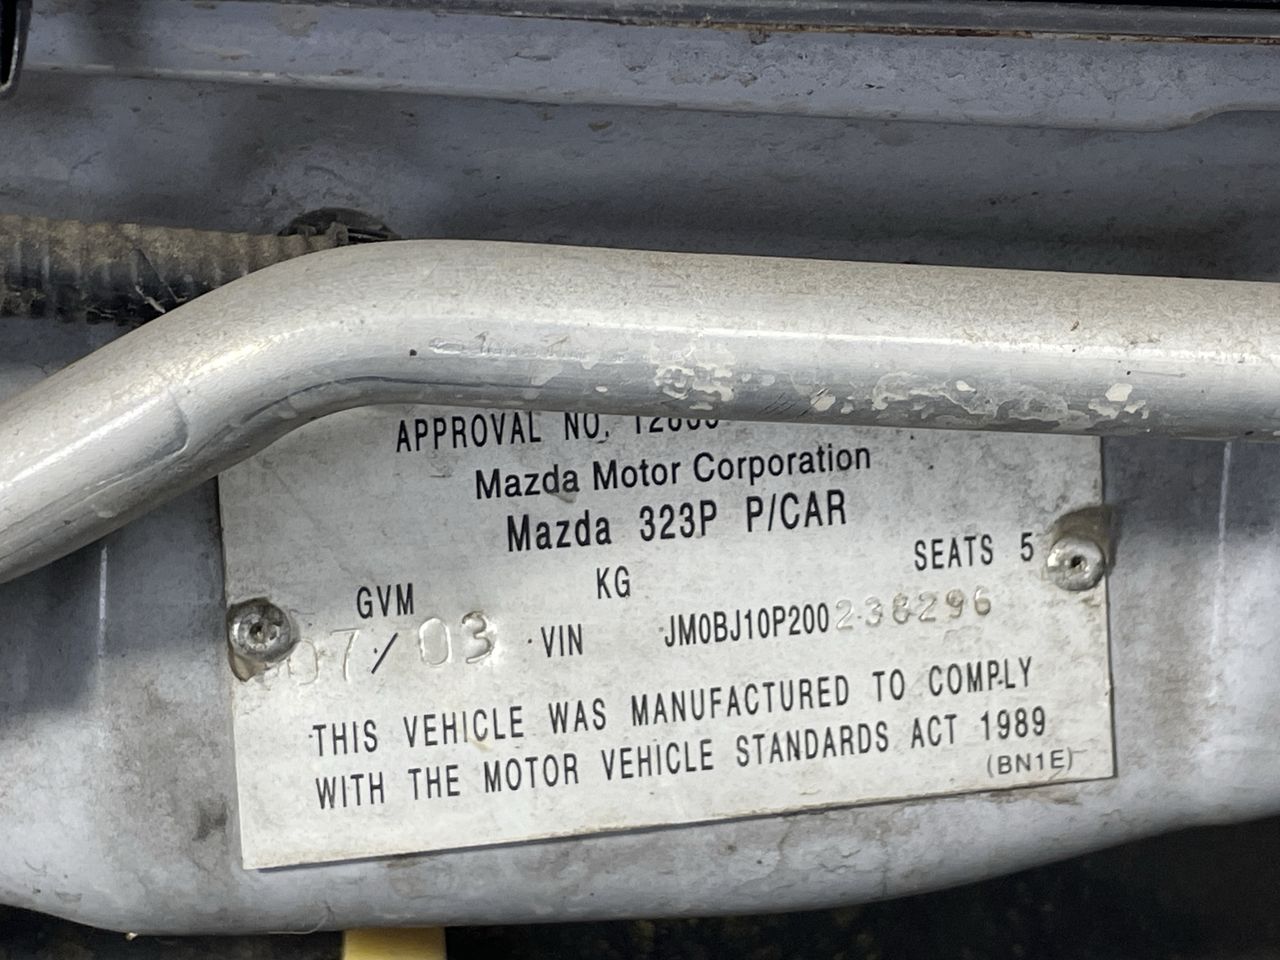 APPROVAL NO.
Mazda Motor Corporation
Mazda 323P P/CAR
SEATS 5
GVM KG
07/03 VIN JM0BJ10P200238296
THIS VEHICLE WAS MANUFACTURED TO COMPLY
WITH THE MOTOR VEHICLE STANDARDS ACT 1989
(BN1E)